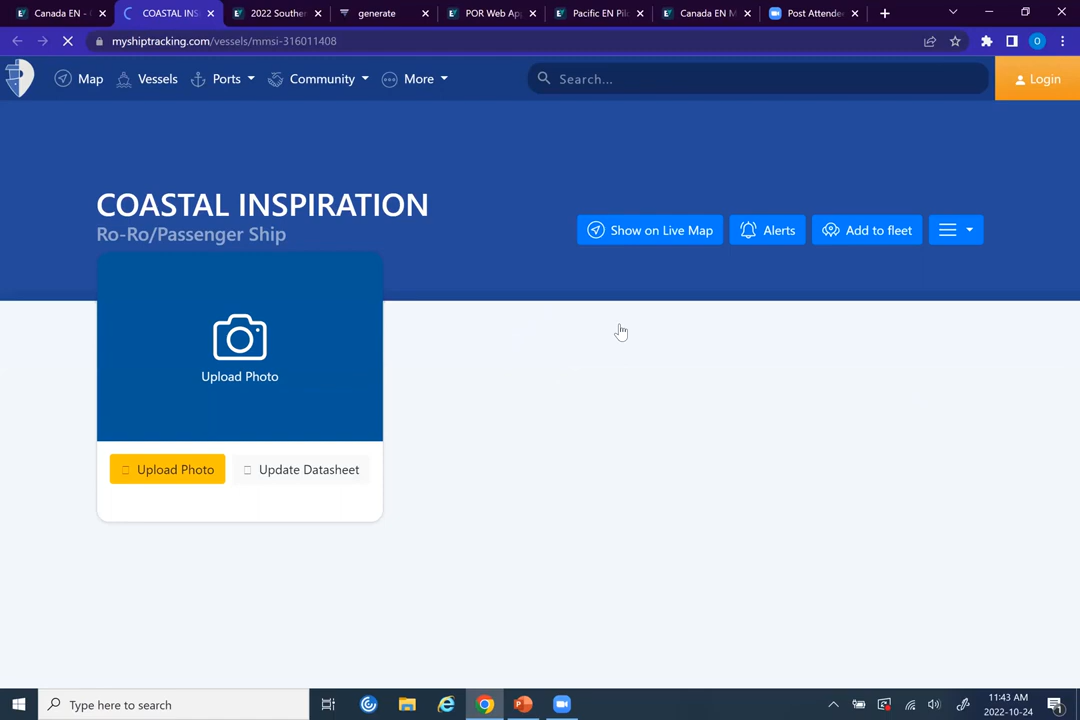 Canada EN - C
COASTAL INS
2022 Souther
generate
POR Web App
Pacific EN Pil
Canada EN M
Post Attende
myshiptracking.com/vessels/mmsi-316011408
Map
Vessels
Ports
Community
More
Search...
Login
COASTAL INSPIRATION
Ro-Ro/Passenger Ship
Show on Live Map
Alerts
Add to fleet
Upload Photo
Upload Photo
Update Datasheet
Type here to search
11:43 AM
2022-10-24